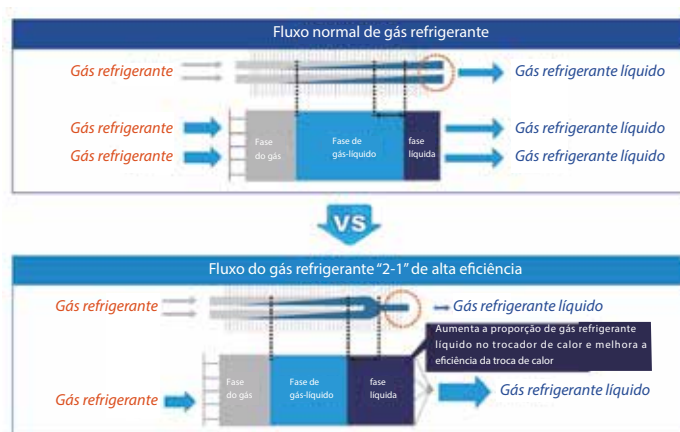 Fluxo normal de gás refrigerante
Gás refrigerante
Gás refrigerante líquido
Gás refrigerante
Gás refrigerante
Fase
do gás
Fase de
gás-líquido
fase
líquida
Gás refrigerante líquido
Gás refrigerante líquido
VS
Fluxo do gás refrigerante “2-1” de alta eficiência
Gás refrigerante
Gás refrigerante líquido
Aumenta a proporção de gás refrigerante
líquido no trocador de calor e melhora a
eficiência da troca de calor
Gás refrigerante
Fase
do gás
Fase de
gás-líquido
fase
líquida
Gás refrigerante líquido